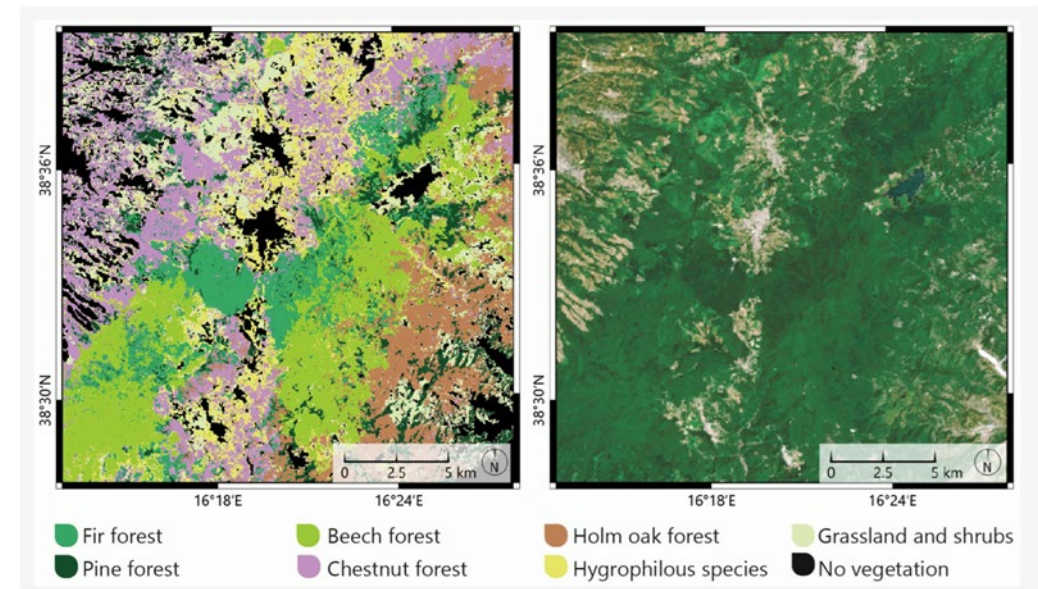 38°36'N
38°30'N
0 2.5 5 km
N
16°18'E 16°24'E
38°36'N
38°30'N
0 2.5 5 km
N
16°18'E 16°24'E
Fir forest Beech forest Holm oak forest Grassland and shrubs
Pine forest Chestnut forest Hygrophilous species No vegetation